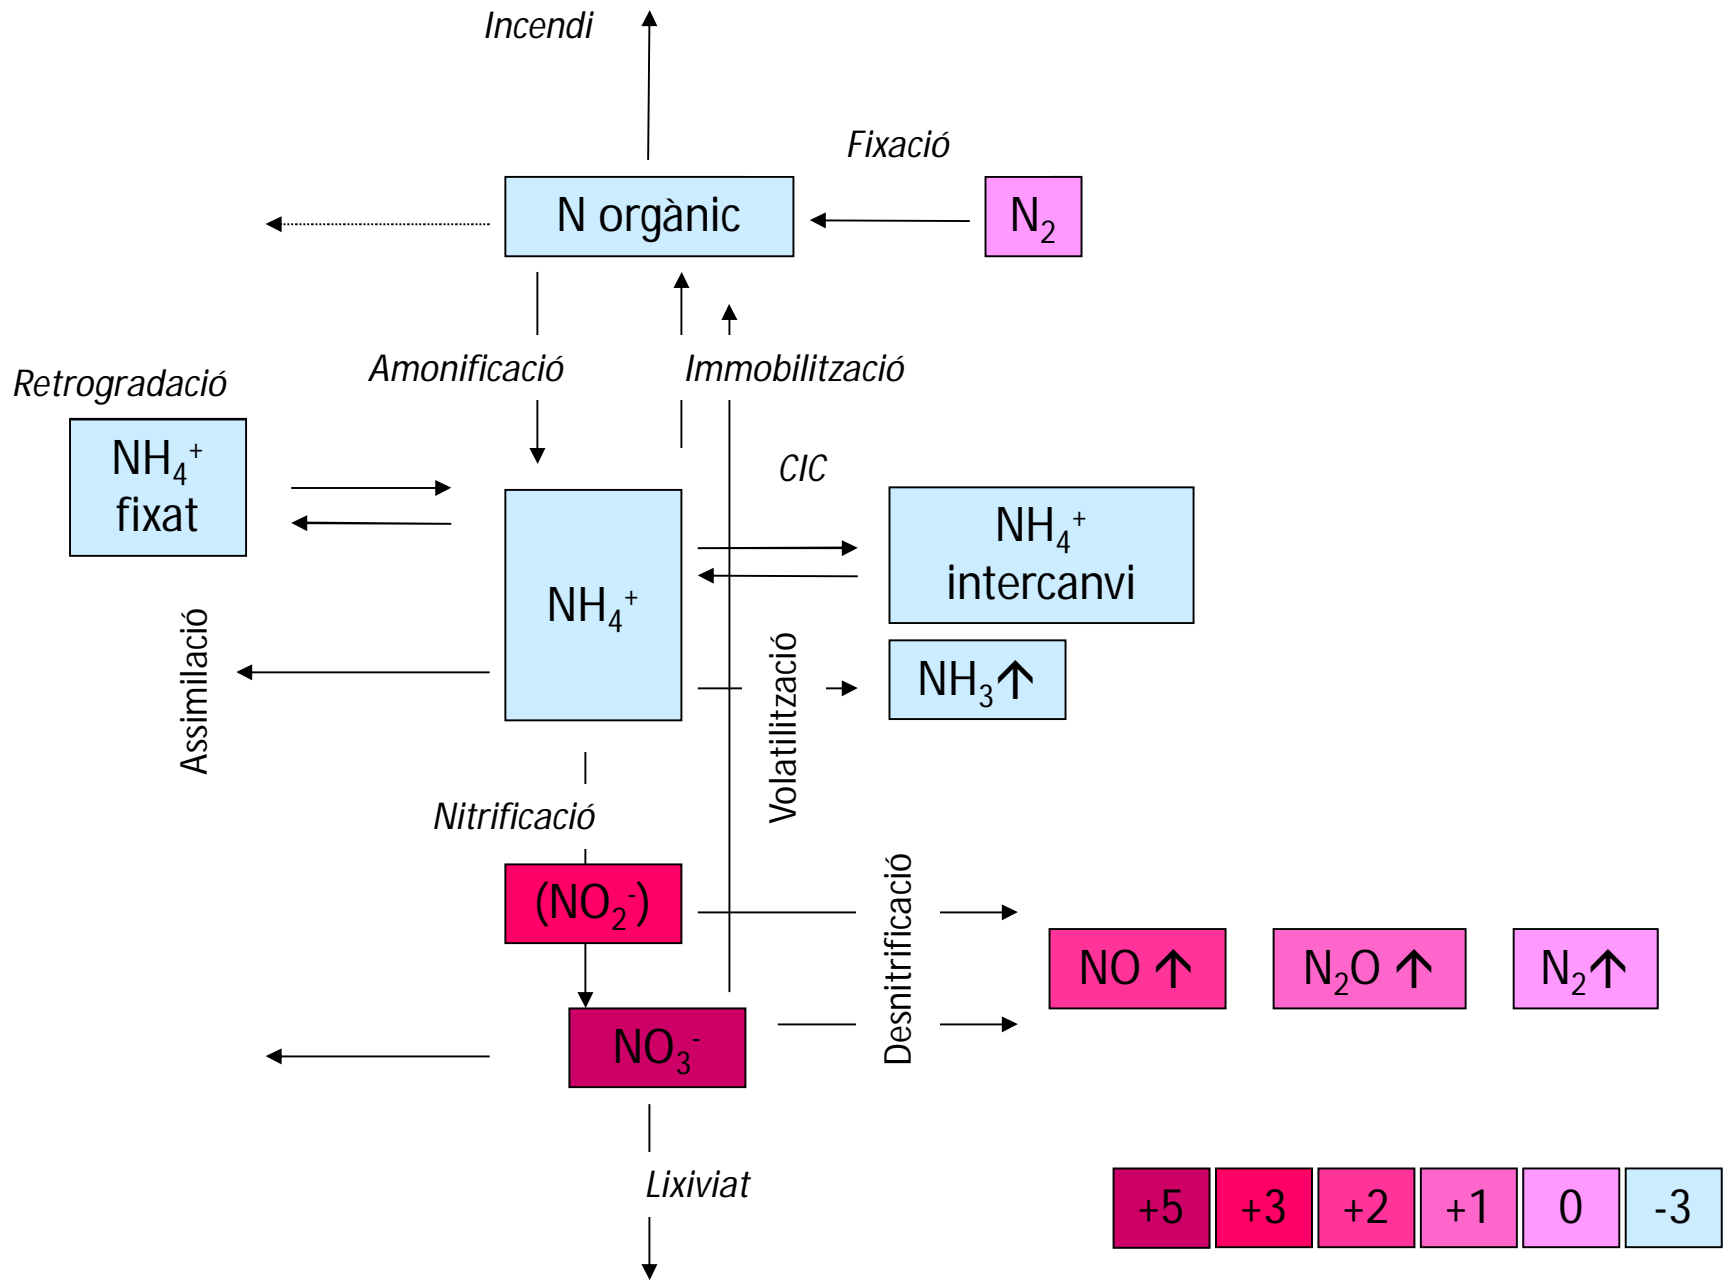 Incendi
Fixació
N orgànic
N₂
Amonificació
Immobilització
Retrogradació
NH₄⁺
fixat
CIC
NH₄⁺
intercanvi
NH₄⁺
Assimilació
Volatilització
NH₃↑
Nitrificació
(NO₂⁻)
Desnitrificació
NO ↑
N₂O ↑
N₂↑
NO₃⁻
Lixiviat
+5
+3
+2
+1
0
-3